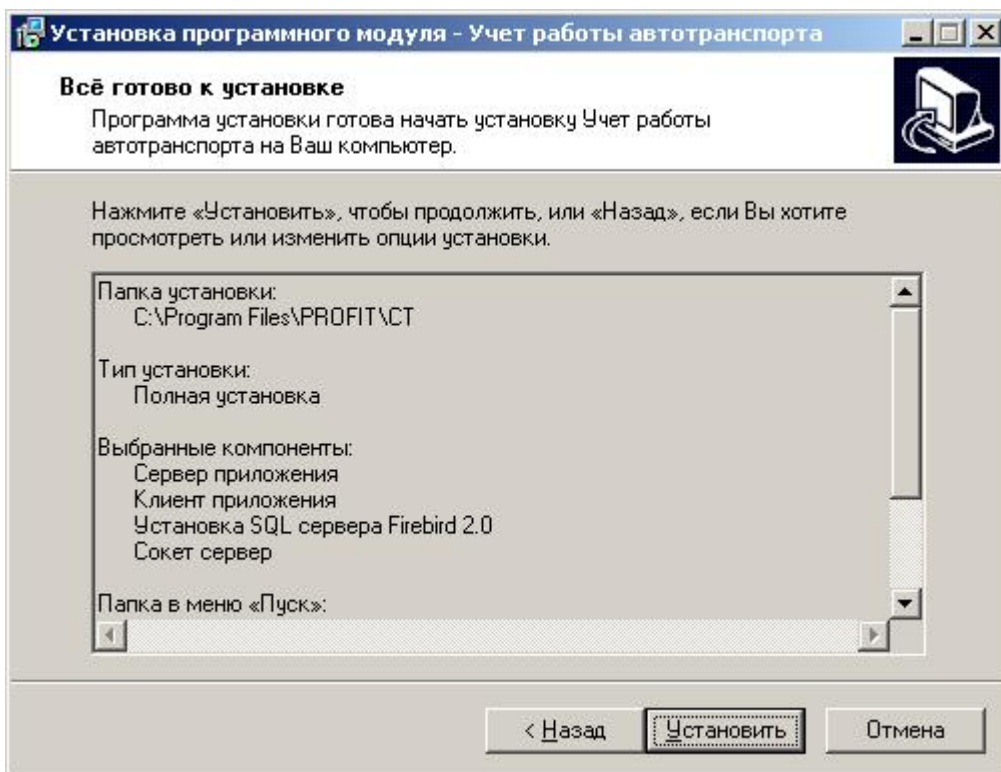 Установка программного модуля - Учет работы автотранспорта
Всё готово к установке
Программа установки готова начать установку Учет работы
автотранспорта на Ваш компьютер.
Нажмите «Установить», чтобы продолжить, или «Назад», если Вы хотите
просмотреть или изменить опции установки.
Папка установки:
C:\Program Files\PROFIT\CT
Тип установки:
Полная установка
Выбранные компоненты:
Сервер приложения
Клиент приложения
Установка SQL сервера Firebird 2.0
Сокет сервер
Папка в меню «Пуск»:
< Назад
Установить
Отмена